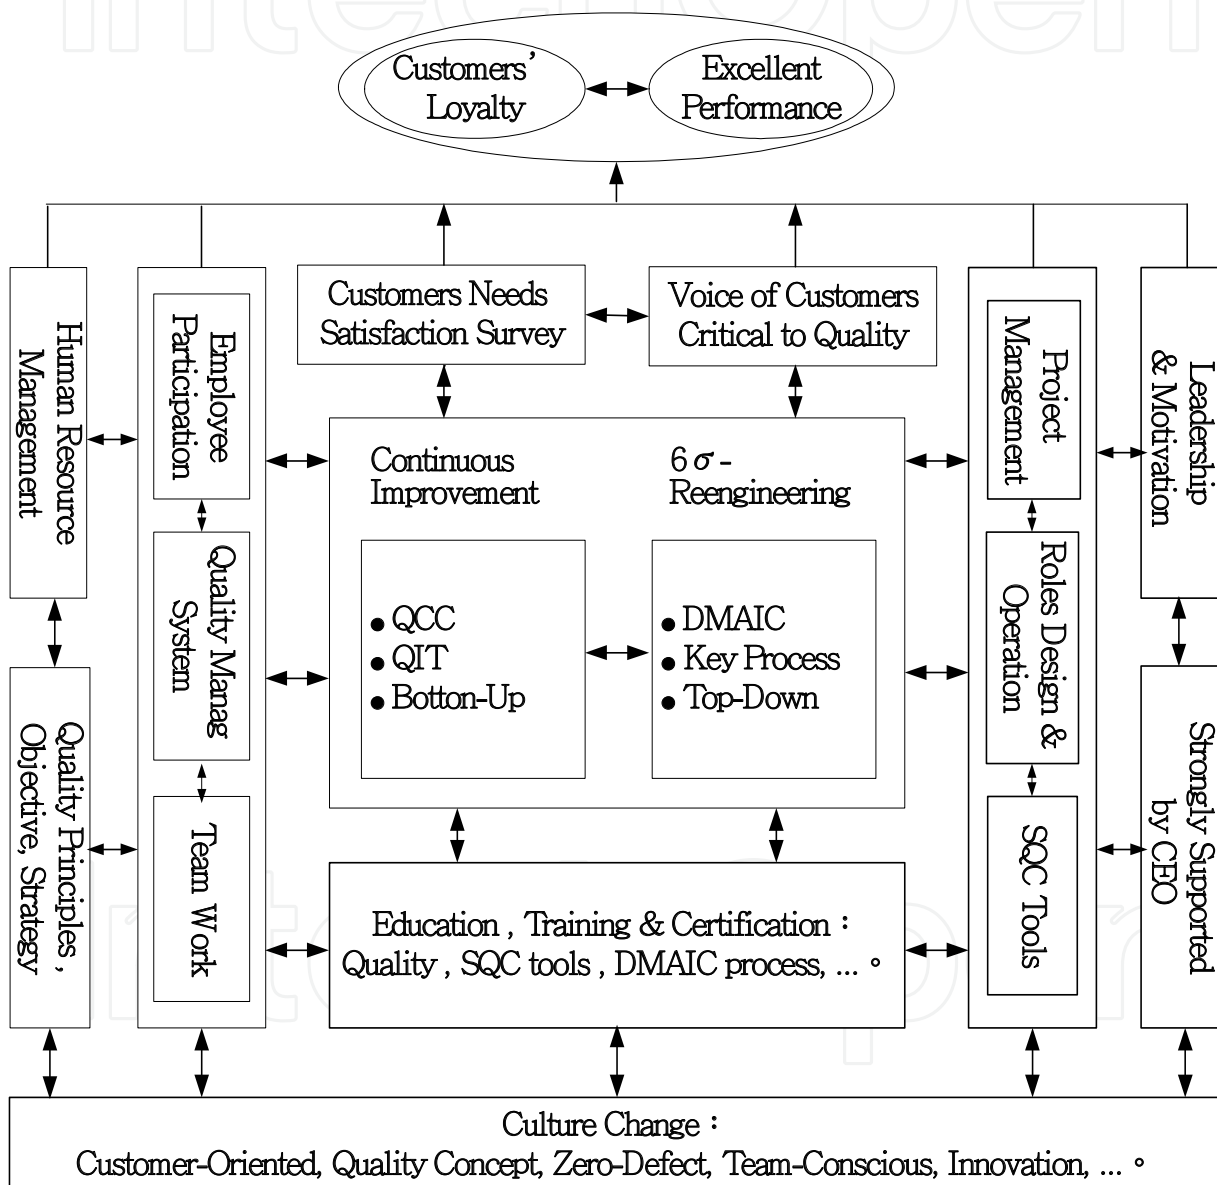 Customers'
Loyalty
Excellent
Performance
Customers Needs
Satisfaction Survey
Voice of Customers
Critical to Quality
Human Resource
Management
Employee
Participation
Project
Management
Leadership
& Motivation
Continuous
Improvement
6σ-
Reengineering
Quality Manag
System
● QCC
● QIT
● Botton-Up
● DMAIC
● Key Process
● Top-Down
Roles Design &
Operation
Quality Principles ,
Objective, Strategy
Team Work
Education , Training & Certification :
Quality , SQC tools , DMAIC process, ... 。
SQC Tools
Strongly Supported
by CEO
Culture Change :
Customer-Oriented, Quality Concept, Zero-Defect, Team-Conscious, Innovation, ... 。